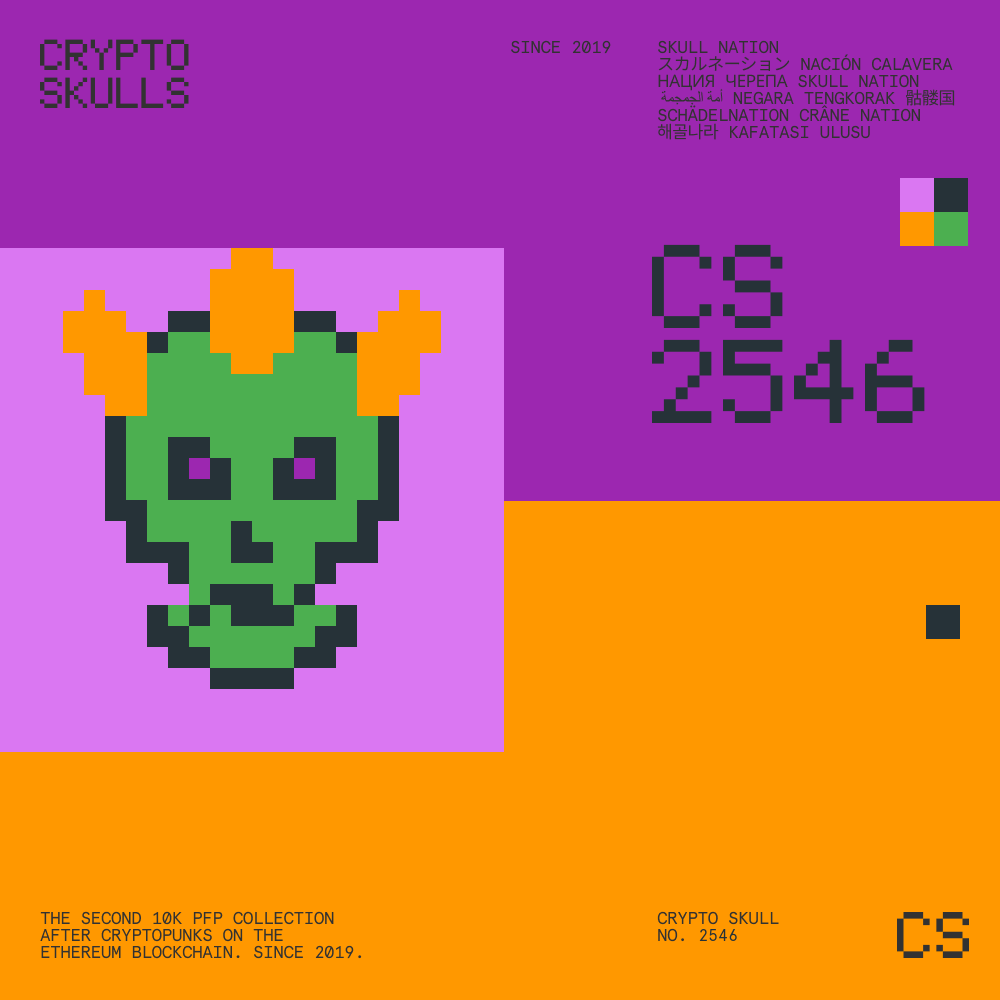 CRYPTO
SKULLS
SINCE 2019
SKULL NATION
スカルネーション NACIÓN CALAVERA
НАЦИЯ ЧЕРЕПА SKULL NATION
أمة الجمجمة NEGARA TENGKORAK 骷髅国
SCHÄDELNATION CRÂNE NATION
해골나라 KAFATASI ULUSU
CS
2546
THE SECOND 10K PFP COLLECTION
AFTER CRYPTOPUNKS ON THE
ETHEREUM BLOCKCHAIN. SINCE 2019.
CRYPTO SKULL
NO. 2546
CS